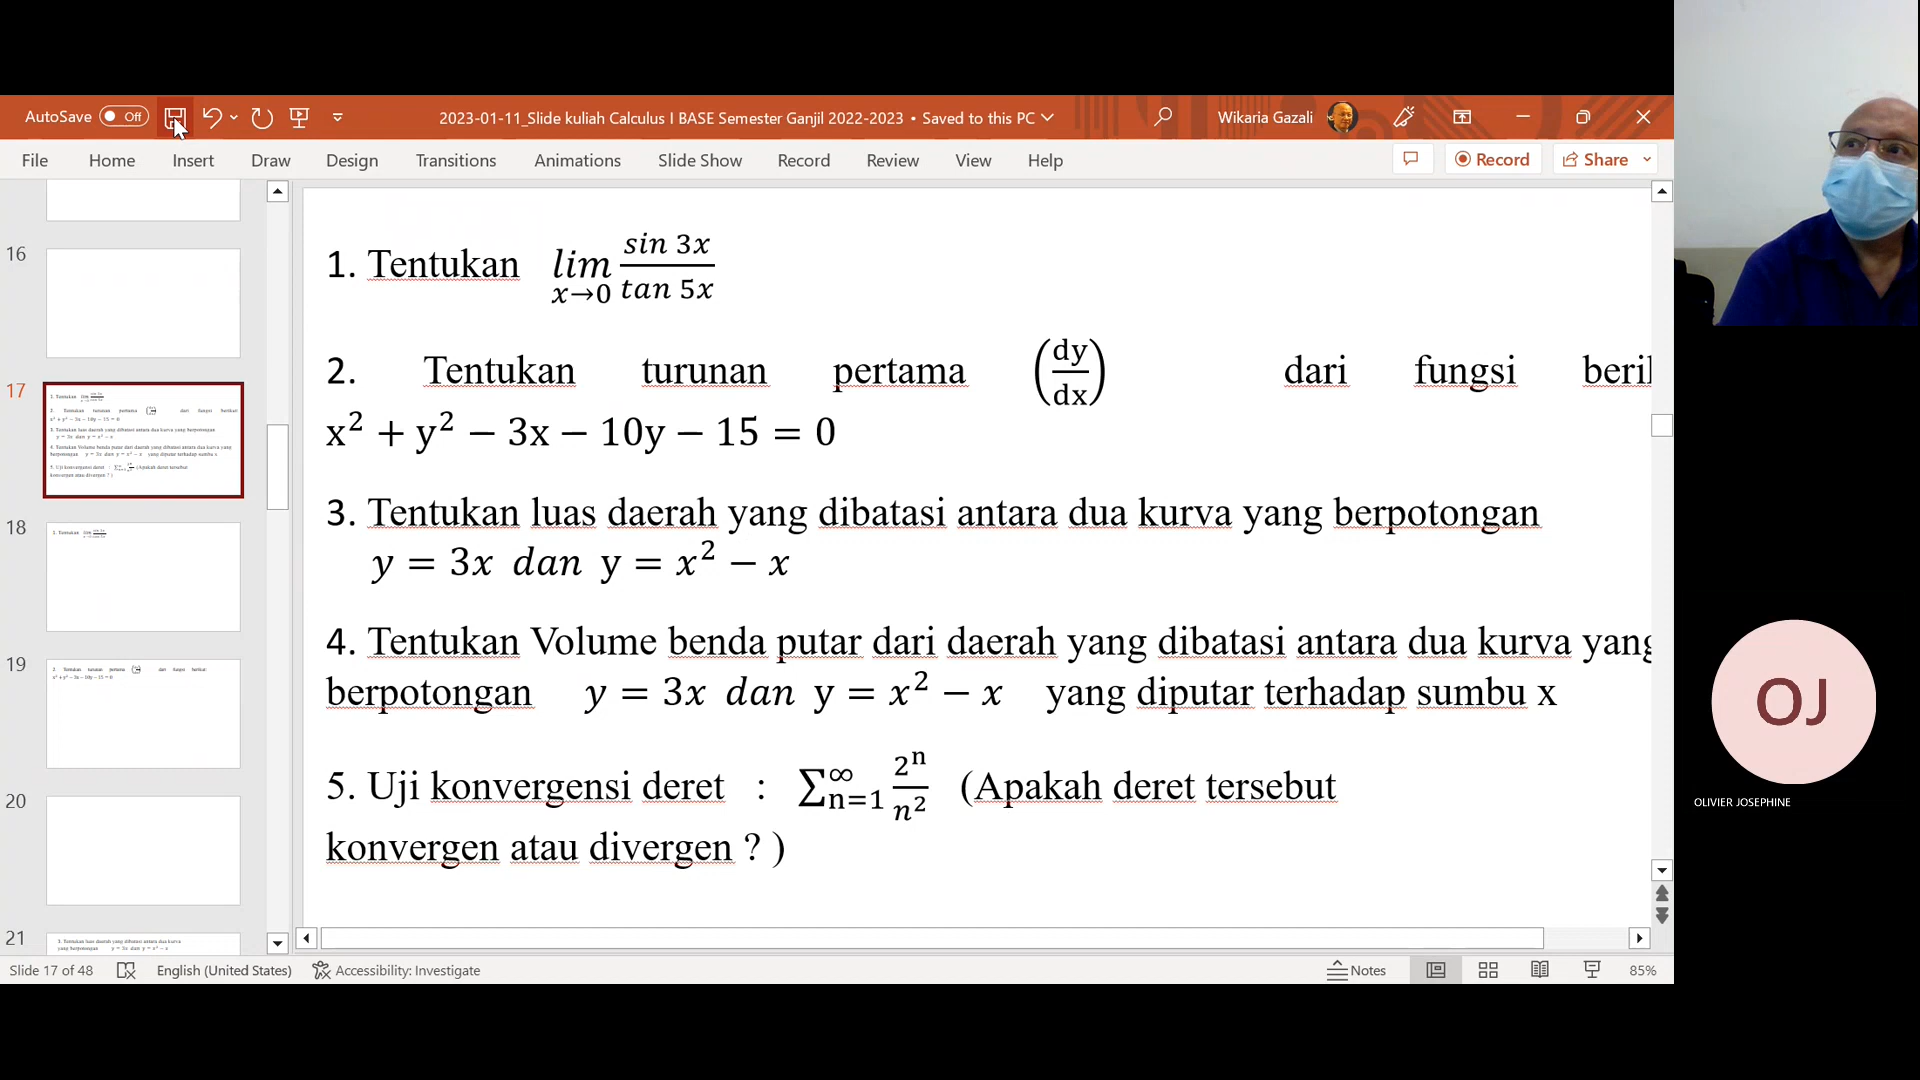 AutoSave Off 2023-01-11_Slide kuliah Calculus I BASE Semester Ganjil 2022-2023 • Saved to this PC Wikaria Gazali
File Home Insert Draw Design Transitions Animations Slide Show Record Review View Help Record Share
16
17
18
19
20
21
1. Tentukan lim x→0 sin 3x / tan 5x
2. Tentukan turunan pertama (dy/dx) dari fungsi
x² + y² − 3x − 10y − 15 = 0
3. Tentukan luas daerah yang dibatasi antara dua kurva yang berpotongan
y = 3x dan y = x² − x
4. Tentukan Volume benda putar dari daerah yang dibatasi antara dua kurva yang
berpotongan y = 3x dan y = x² − x yang diputar terhadap sumbu x
5. Uji konvergensi deret : ∑ n=1 ∞ 2ⁿ / n² (Apakah deret tersebut
konvergen atau divergen ? )
OJ
OLIVIER JOSEPHINE
Slide 17 of 48 English (United States) Accessibility: Investigate Notes 85%